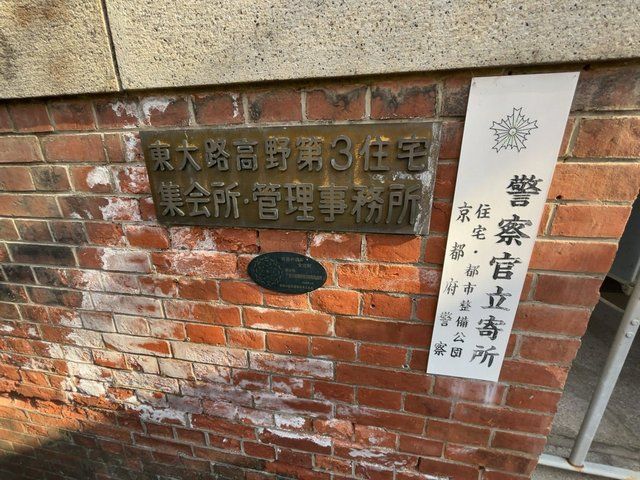 東大路高野第3住宅
集会所・管理事務所
警察官立寄所
住宅・都市整備公団
京都府警察